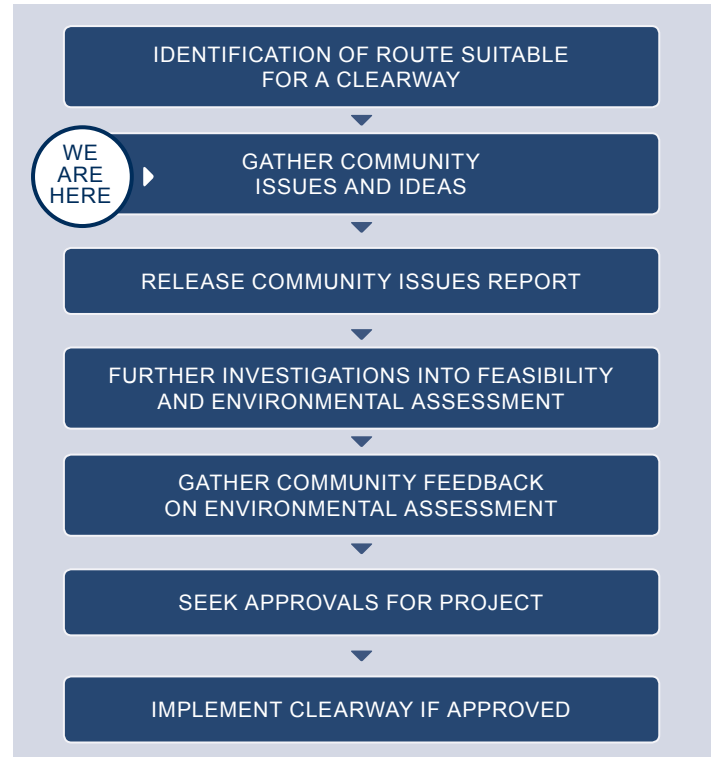 IDENTIFICATION OF ROUTE SUITABLE
FOR A CLEARWAY
WE
ARE
HERE
GATHER COMMUNITY
ISSUES AND IDEAS
RELEASE COMMUNITY ISSUES REPORT
FURTHER INVESTIGATIONS INTO FEASIBILITY
AND ENVIRONMENTAL ASSESSMENT
GATHER COMMUNITY FEEDBACK
ON ENVIRONMENTAL ASSESSMENT
SEEK APPROVALS FOR PROJECT
IMPLEMENT CLEARWAY IF APPROVED